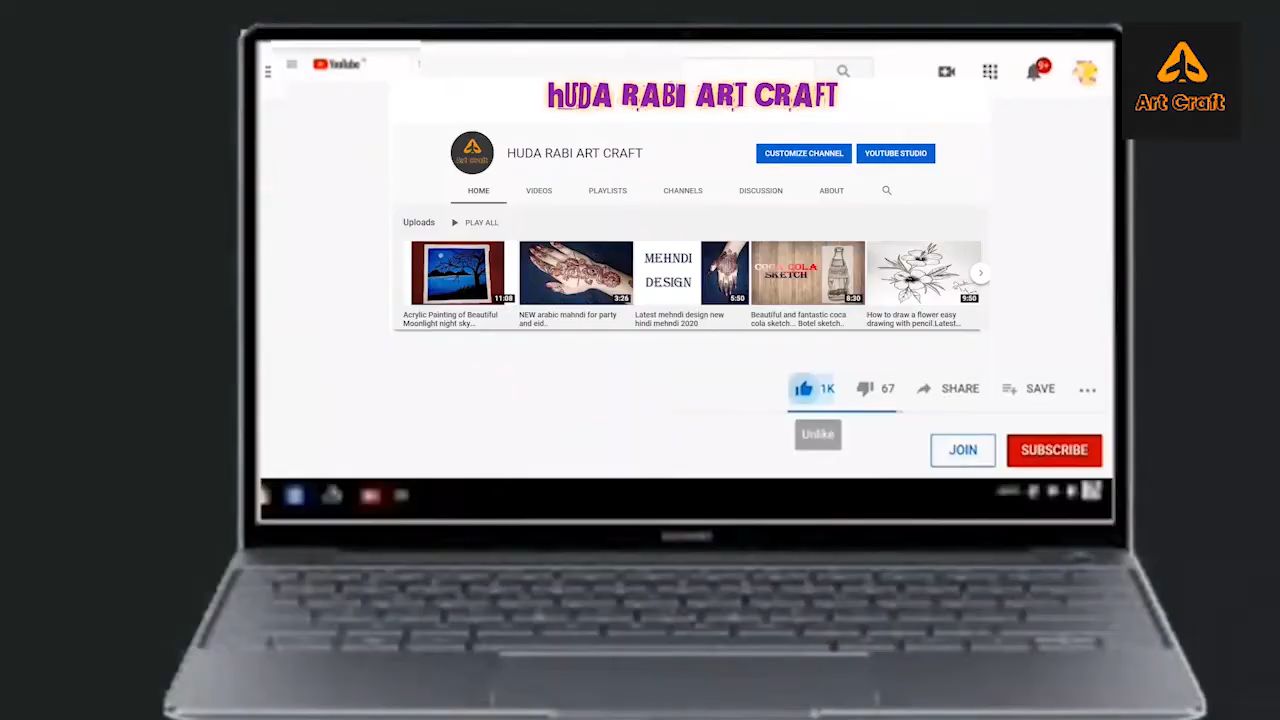 YouTube
9+
Art Craft
HUDA RABI ART CRAFT
HUDA RABI ART CRAFT
CUSTOMIZE CHANNEL
YOUTUBE STUDIO
HOME VIDEOS PLAYLISTS CHANNELS DISCUSSION ABOUT
Uploads PLAY ALL
11:08
3:26
MEHNDI
DESIGN
5:50
COCA COLA
SKETCH
8:30
9:50
Acrylic Painting of Beautiful
Moonlight night sky...
NEW arabic mahndi for party
and eid..
Latest mehndi design new
hindi mehndi 2020
Beautiful and fantastic coca
cola sketch... Botel sketch..
How to draw a flower easy
drawing with pencil.Latest...
1K 67 SHARE SAVE
Unlike
JOIN SUBSCRIBE